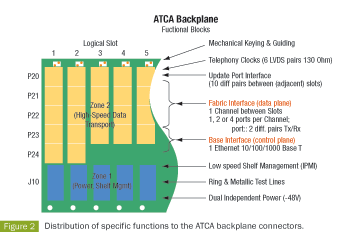 ATCA Backplane
Fuctional Blocks
Logical Slot
1 2 3 4 5
Mechanical Keying & Guiding
Telephony Clocks (6 LVDS pairs 130 Ohm)
P20
Update Port Interface
(10 diff pairs between (adjacent) slots)
P21
Fabric Interface (data plane)
1 Channel between Slots
1, 2 or 4 ports per Channel;
port:: 2 diff. pairs Tx/Rx
P22
Zone 2
(High-Speed Data
Transport)
P23
Base Interface (control plane)
1 Ethernet 10/100/1000 Base T
P24
Low speed Shelf Management (IPMI)
J10
Zone 1
(Power, Shelf Mgmt)
Ring & Metallic Test Lines
Dual Independent Power (-48V)
Figure 2 Distribution of specific functions to the ATCA backplane connectors.